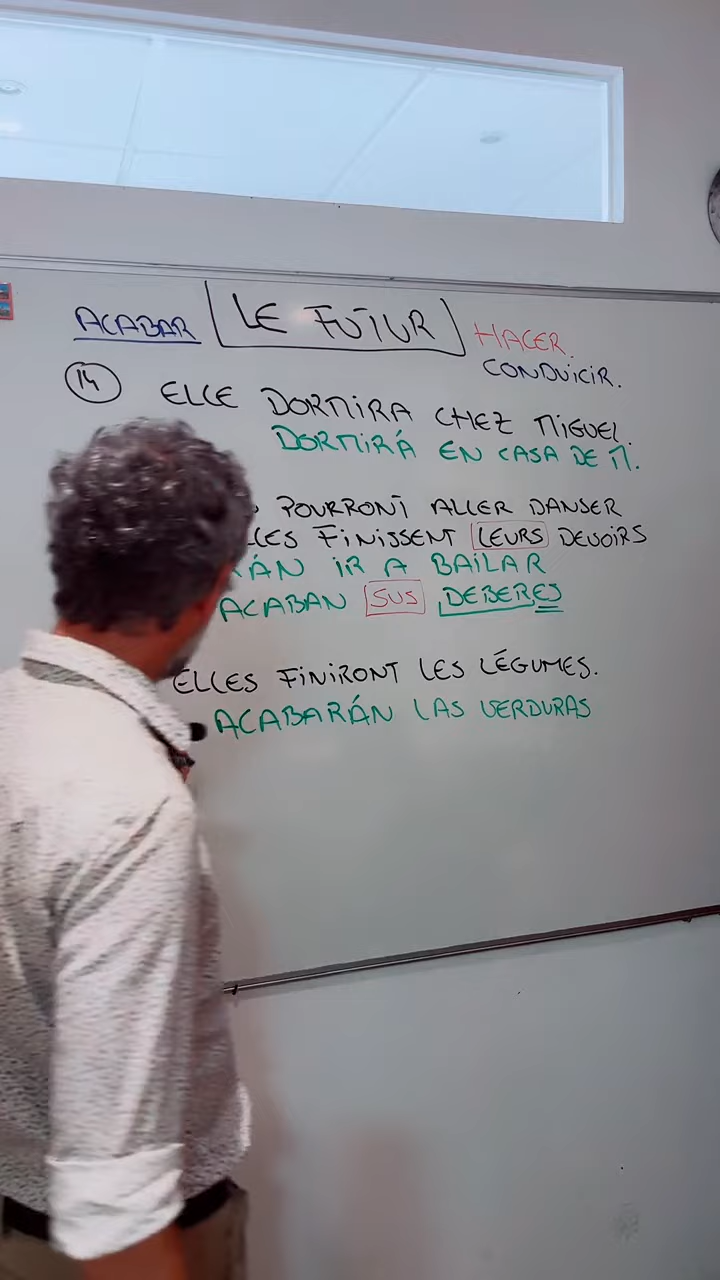 ACABAR LE FUTUR HACER.
CONDUICIR.
14 ELLE DORMIRA CHEZ MIGUEL.
DORMIRÁ EN CASA DE M.
POURRONT ALLER DANSER
FINISSENT LEURS DEVOIRS
IR A BAILAR
ACABAN SUS DEBERES
ELLES FINIRONT LES LÉGUMES.
ACABARÁN LAS VERDURAS